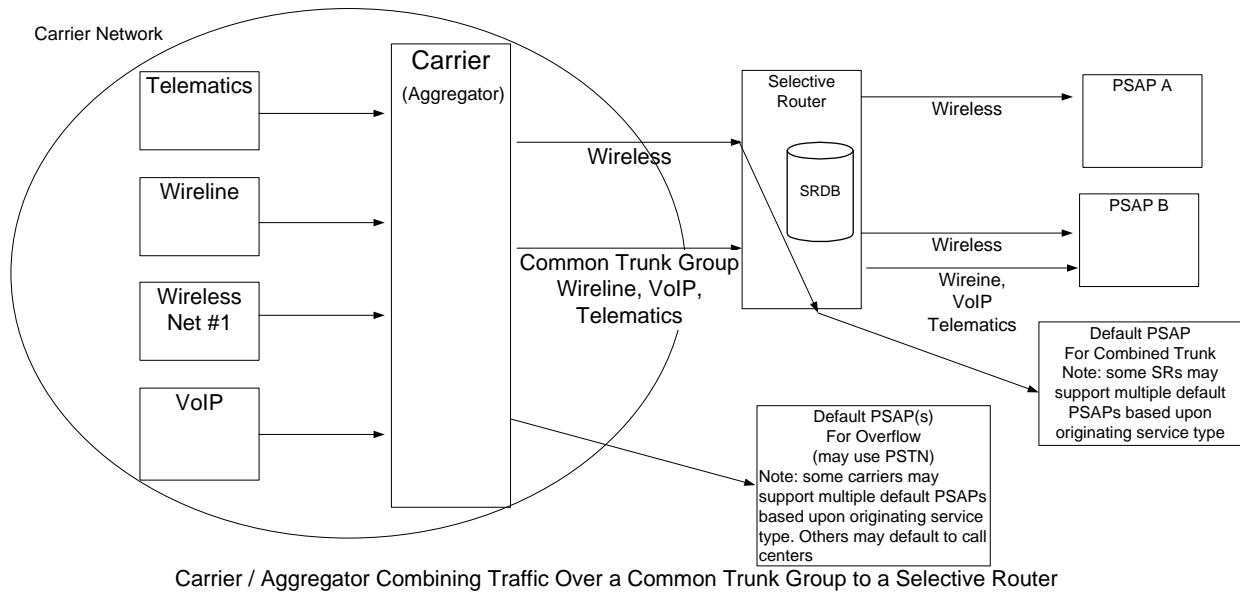 Carrier Network
Telematics
Wireline
Wireless
Net #1
VoIP
Carrier
(Aggregator)
Wireless
Common Trunk Group
Wireline, VoIP,
Telematics
Selective
Router
SRDB
Wireless
PSAP A
PSAP B
Wireless
Wireine,
VoIP
Telematics
Default PSAP
For Combined Trunk
Note: some SRs may
support multiple default
PSAPs based upon
originating service type
Default PSAP(s)
For Overflow
(may use PSTN)
Note: some carriers may
support multiple default PSAPs
based upon originating service
type. Others may default to call
centers
Carrier / Aggregator Combining Traffic Over a Common Trunk Group to a Selective Router